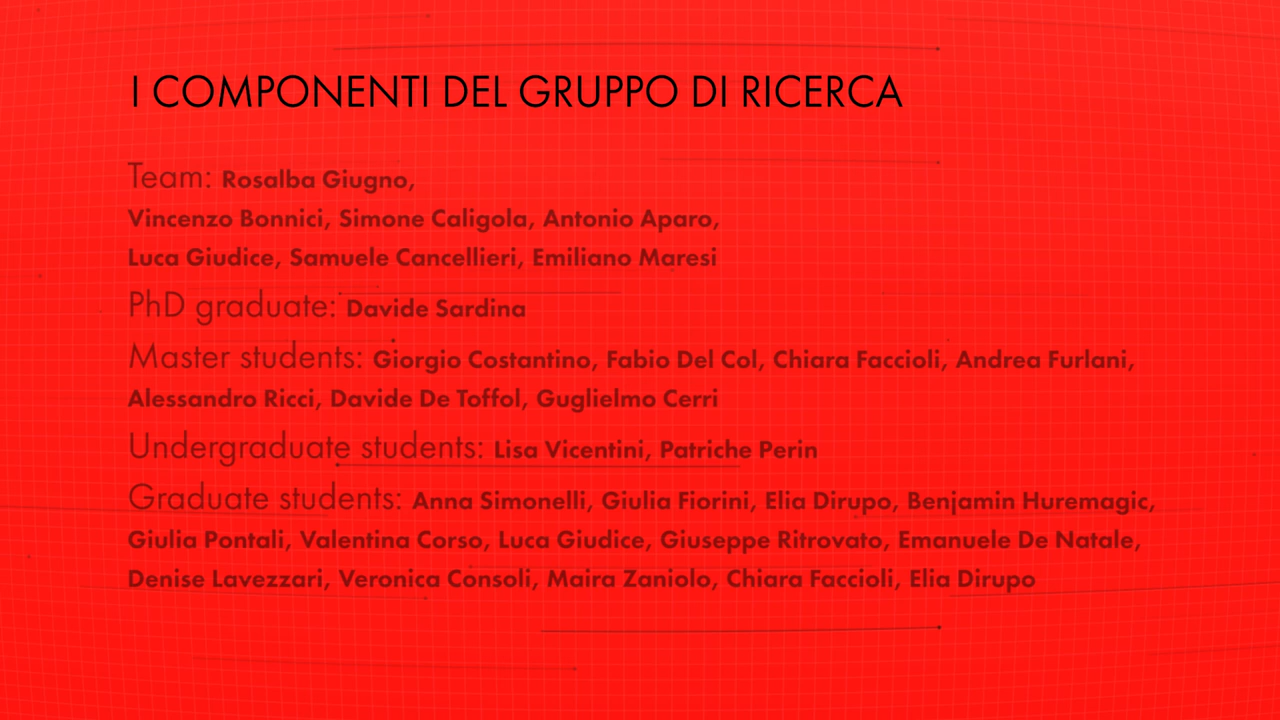 I COMPONENTI DEL GRUPPO DI RICERCA
Team: Rosalba Giugno,
Vincenzo Bonnici, Simone Caligola, Antonio Aparo,
Luca Giudice, Samuele Cancellieri, Emiliano Maresi
PhD graduate: Davide Sardina
Master students: Giorgio Costantino, Fabio Del Col, Chiara Faccioli, Andrea Furlani,
Alessandro Ricci, Davide De Toffol, Guglielmo Cerri
Undergraduate students: Lisa Vicentini, Patriche Perin
Graduate students: Anna Simonelli, Giulia Fiorini, Elia Dirupo, Benjamin Huremagic,
Giulia Pontali, Valentina Corso, Luca Giudice, Giuseppe Ritrovato, Emanuele De Natale,
Denise Lavezzari, Veronica Consoli, Maira Zaniolo, Chiara Faccioli, Elia Dirupo